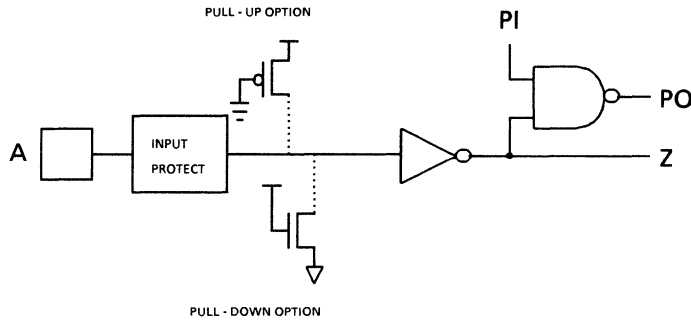 PULL - UP OPTION
PI
PO
A
INPUT
PROTECT
Z
PULL - DOWN OPTION